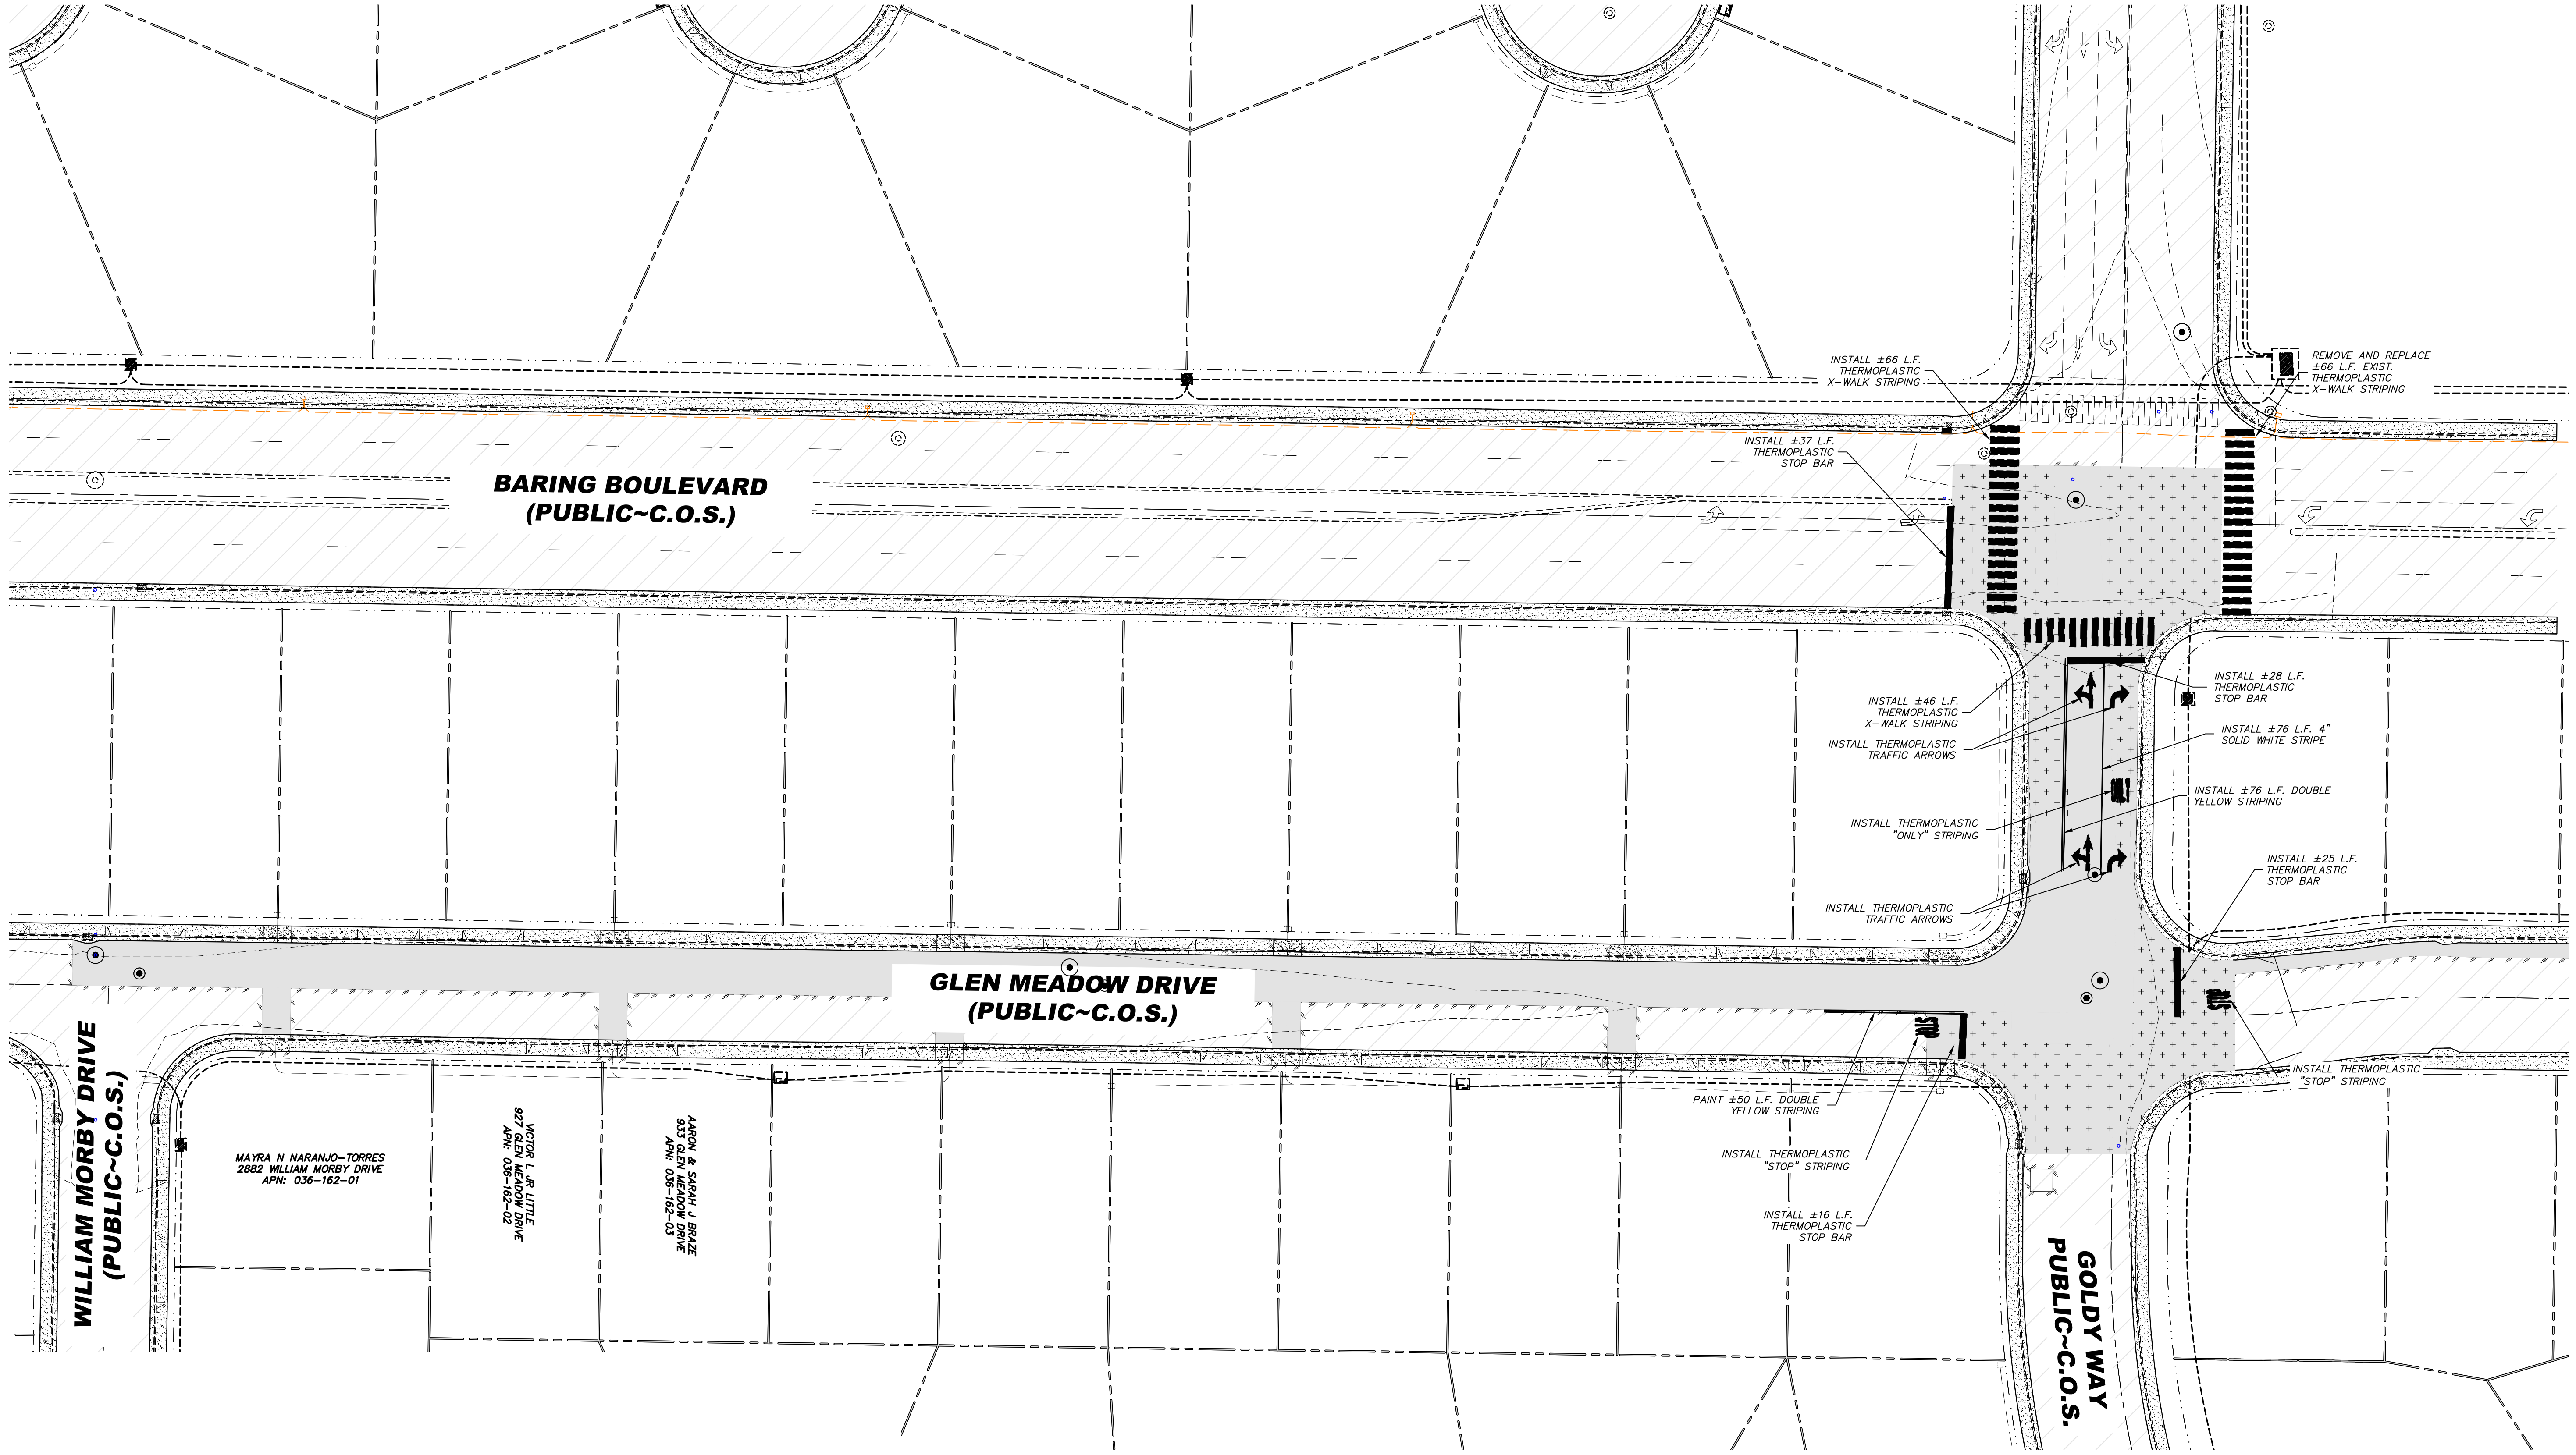 INSTALL ±66 L.F.
THERMOPLASTIC
X-WALK STRIPING
REMOVE AND REPLACE
±66 L.F. EXIST.
THERMOPLASTIC
X-WALK STRIPING
INSTALL ±37 L.F.
THERMOPLASTIC
STOP BAR
BARING BOULEVARD
(PUBLIC~C.O.S.)
INSTALL ±28 L.F.
THERMOPLASTIC
STOP BAR
INSTALL ±46 L.F.
THERMOPLASTIC
X-WALK STRIPING
INSTALL ±76 L.F. 4"
SOLID WHITE STRIPE
INSTALL THERMOPLASTIC
TRAFFIC ARROWS
INSTALL ±76 L.F. DOUBLE
YELLOW STRIPING
INSTALL THERMOPLASTIC
"ONLY" STRIPING
INSTALL ±25 L.F.
THERMOPLASTIC
STOP BAR
INSTALL THERMOPLASTIC
TRAFFIC ARROWS
GLEN MEADOW DRIVE
(PUBLIC~C.O.S.)
STOP
STOP
INSTALL THERMOPLASTIC
"STOP" STRIPING
PAINT ±50 L.F. DOUBLE
YELLOW STRIPING
INSTALL THERMOPLASTIC
"STOP" STRIPING
INSTALL ±16 L.F.
THERMOPLASTIC
STOP BAR
WILLIAM MORBY DRIVE
(PUBLIC~C.O.S.)
MAYRA N NARANJO-TORRES
2882 WILLIAM MORBY DRIVE
APN: 036-162-01
VICTOR L JR LITTLE
927 GLEN MEADOW DRIVE
APN: 036-162-02
AARON & SARAH J BRAZE
933 GLEN MEADOW DRIVE
APN: 036-162-03
GOLDY WAY
PUBLIC~C.O.S.